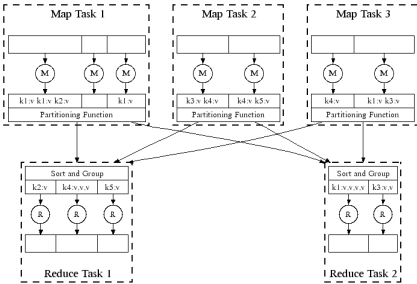 Map Task 1 Map Task 2 Map Task 3
M M M M M M M
k1:v k1:v k2:v k1:v k3:v k4:v k4:v k5:v k4:v k1:v k3:v
Partitioning Function Partitioning Function Partitioning Function
Sort and Group Sort and Group
k2:v k4:v,v,v k5:v k1:v,v,v,v k3:v,v
R R R R R
Reduce Task 1 Reduce Task 2